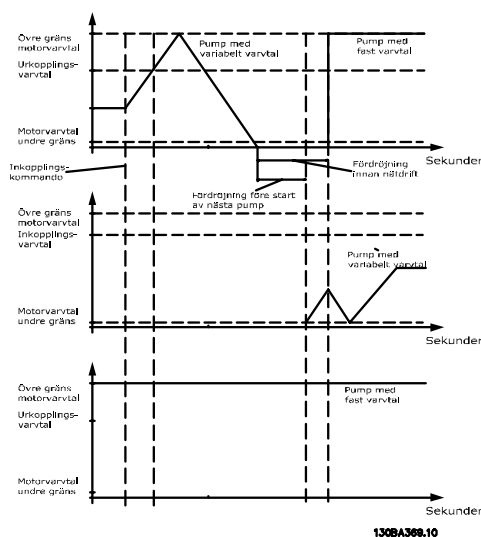 Övre gräns
motorvarvtal
Urkopplings-
varvtal
Pump med
variabelt varvtal
Pump med
fast varvtal
Motorvarvtal
undre gräns
Sekunder
Inkopplings-
kommando
Fördröjning
innan nätdrift
Fördröjning före start
av nästa pump
Övre gräns
motorvarvtal
Inkopplings-
varvtal
Pump med
variabelt varvtal
Motorvarvtal
undre gräns
Sekunder
Övre gräns
motorvarvtal
Pump med
fast varvtal
Urkopplings-
varvtal
Motorvarvtal
undre gräns
Sekunder
130BA369.10